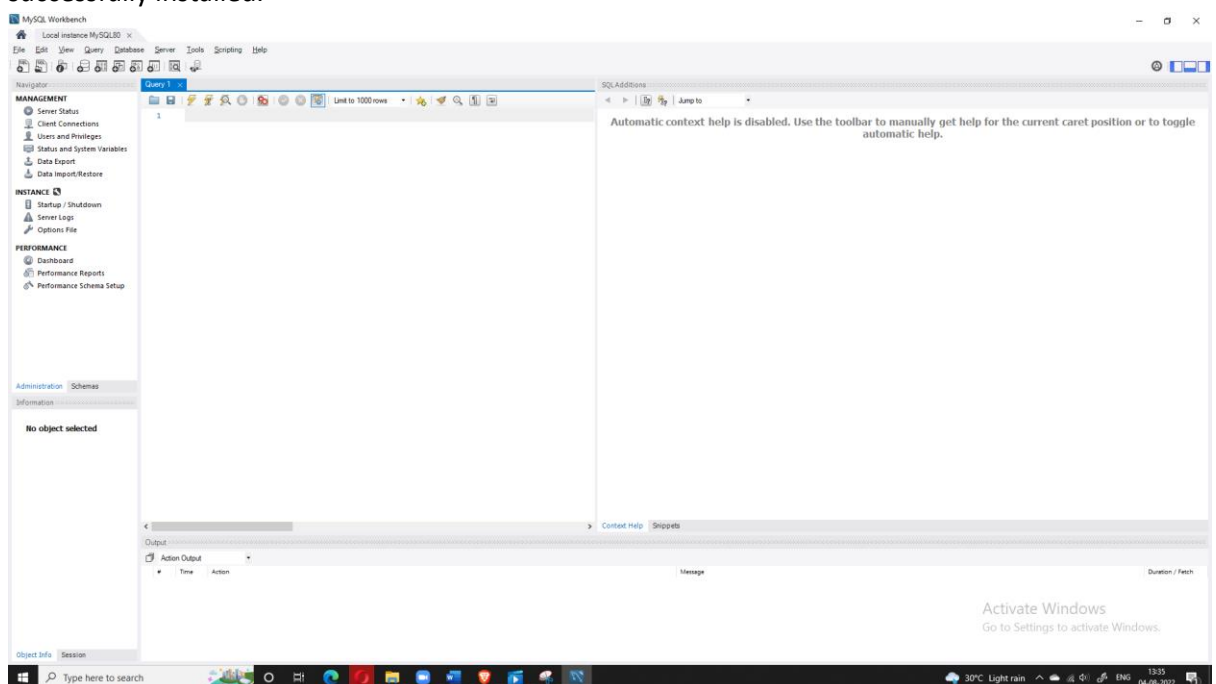 successfully installed.
MySQL Workbench
Local instance MySQL80 ×
File Edit View Query Database Server Tools Scripting Help
Navigator
MANAGEMENT
Server Status
Client Connections
Users and Privileges
Status and System Variables
Data Export
Data Import/Restore
INSTANCE
Startup / Shutdown
Server Logs
Options File
PERFORMANCE
Dashboard
Performance Reports
Performance Schema Setup
Administration Schemas
Information
No object selected
Object Info Session
Query 1 ×
Limit to 1000 rows
1
SQLAdditions
Jump to
Automatic context help is disabled. Use the toolbar to manually get help for the current caret position or to toggle
automatic help.
Context Help Snippets
Output
Action Output
# Time Action Message Duration / Fetch
Activate Windows
Go to Settings to activate Windows.
Type here to search
30°C Light rain ENG
13:35
04-08-2022